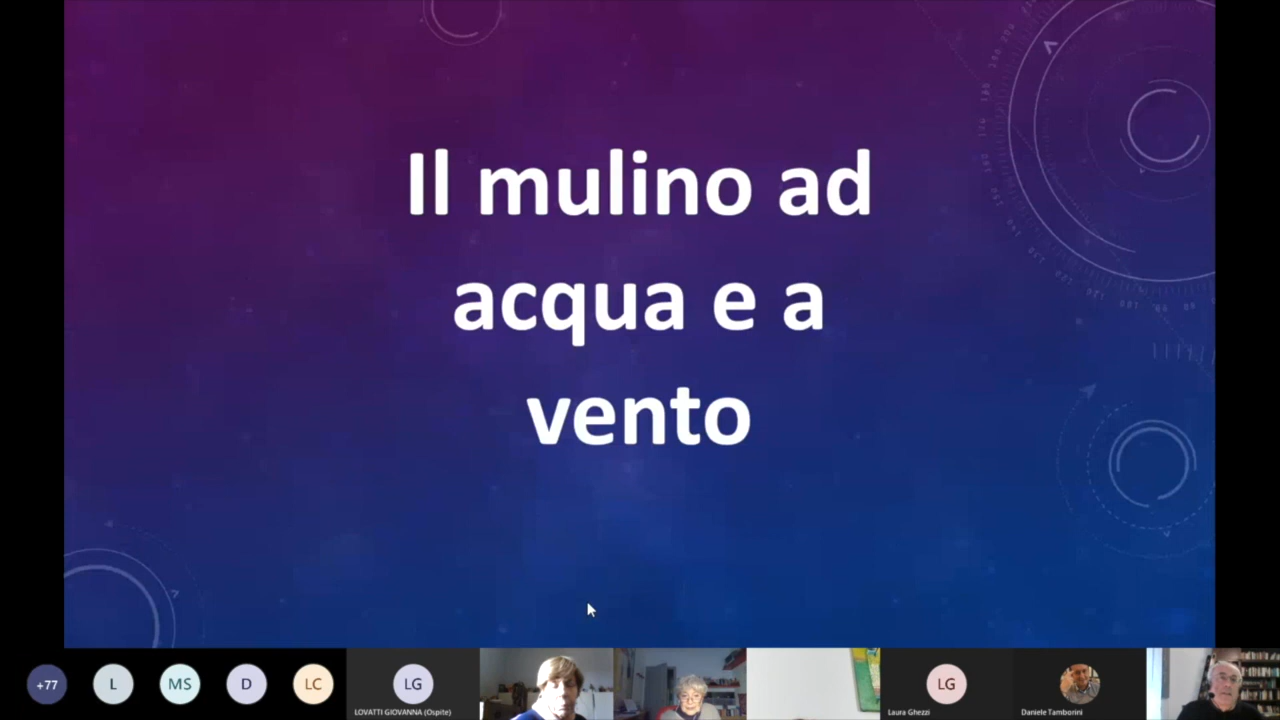 Il mulino ad
acqua e a
vento
+77
L
MS
D
LC
LG
LOVATTI GIOVANNA (Ospite)
LG
Laura Ghezzi
Daniele Tamborini